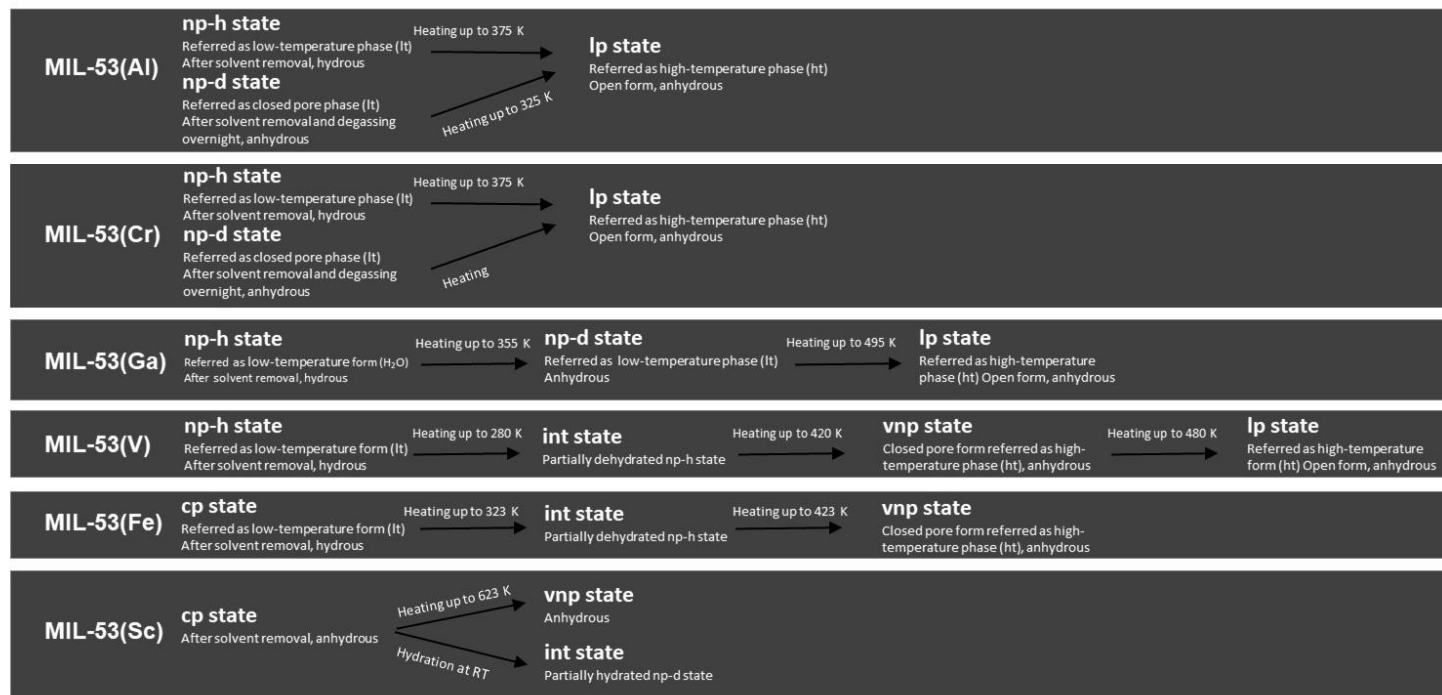 MIL-53(Al)
np-h state
Referred as low-temperature phase (lt)
After solvent removal, hydrous
np-d state
Referred as closed pore phase (lt)
After solvent removal and degassing
overnight, anhydrous
Heating up to 375 K
Heating up to 325 K
lp state
Referred as high-temperature phase (ht)
Open form, anhydrous
MIL-53(Cr)
np-h state
Referred as low-temperature phase (lt)
After solvent removal, hydrous
np-d state
Referred as closed pore phase (lt)
After solvent removal and degassing
overnight, anhydrous
Heating up to 375 K
Heating
lp state
Referred as high-temperature phase (ht)
Open form, anhydrous
MIL-53(Ga)
np-h state
Referred as low-temperature form (H₂O)
After solvent removal, hydrous
Heating up to 355 K
np-d state
Referred as low-temperature phase (lt)
Anhydrous
Heating up to 495 K
lp state
Referred as high-temperature
phase (ht) Open form, anhydrous
MIL-53(V)
np-h state
Referred as low-temperature form (lt)
After solvent removal, hydrous
Heating up to 280 K
int state
Partially dehydrated np-h state
Heating up to 420 K
vnp state
Closed pore form referred as high-
temperature phase (ht), anhydrous
Heating up to 480 K
lp state
Referred as high-temperature
form (ht) Open form, anhydrous
MIL-53(Fe)
cp state
Referred as low-temperature form (lt)
After solvent removal, hydrous
Heating up to 323 K
int state
Partially dehydrated np-h state
Heating up to 423 K
vnp state
Closed pore form referred as high-
temperature phase (ht), anhydrous
MIL-53(Sc)
cp state
After solvent removal, anhydrous
Heating up to 623 K
Hydration at RT
vnp state
Anhydrous
int state
Partially hydrated np-d state